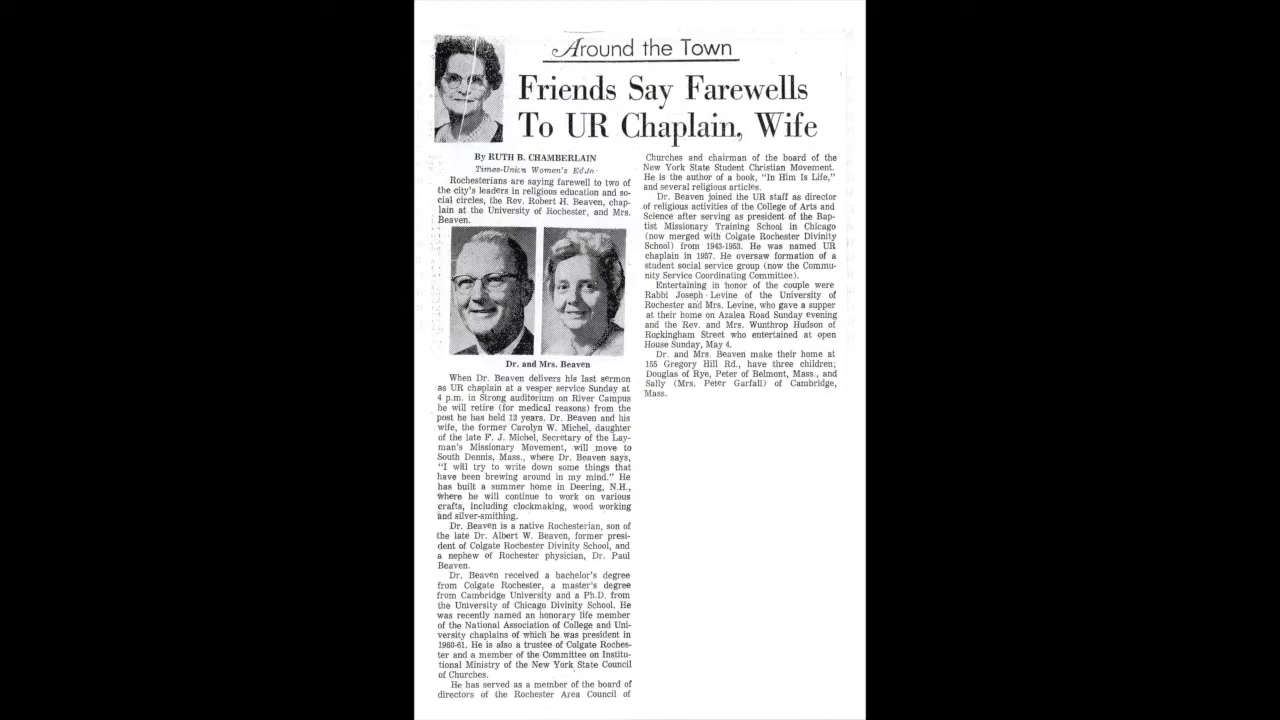 Around the Town
Friends Say Farewells
To UR Chaplain, Wife
By RUTH B. CHAMBERLAIN
Times-Union Women's
Rochesterians are saying farewell to two of
the city's leaders in religious education and so-
cial circles, the Rev. Robert H. Beaven, chap-
lain at the University of Rochester, and Mrs.
Beaven.
Dr. and Mrs. Beaven
When Dr. Beaven delivers his last sermon
as UR chaplain at a vesper service Sunday at
4 p.m. in Strong auditorium on River Campus
he will retire (for medical reasons) from the
post he has held 12 years. Dr. Beaven and his
wife, the former Carolyn W. Michel, daughter
of the late F. J. Michel, Secretary of the Lay-
man's Missionary Movement, will move to
South Dennis, Mass., where Dr. Beaven says,
"I will try to write down some things that
have been brewing around in my mind." He
has built a summer home in Deering, N.H.,
where he will continue to work on various
crafts, including clockmaking, wood working
and silver-smithing.
Dr. Beaven is a native Rochesterian, son of
the late Dr. Albert W. Beaven, former presi-
dent of Colgate Rochester Divinity School, and
a nephew of Rochester physician, Dr. Paul
Beaven.
Dr. Beaven received a bachelor's degree
from Colgate Rochester, a master's degree
from Cambridge University and a Ph.D. from
the University of Chicago Divinity School. He
was recently named an honorary life member
of the National Association of College and Uni-
versity chaplains of which he was president in
1960-61. He is also a trustee of Colgate Roches-
ter and a member of the Committee on Institu-
tional Ministry of the New York State Council
of Churches.
He has served as a member of the board of
directors of the Rochester Area Council of
Churches and chairman of the board of the
New York State Student Christian Movement.
He is the author of a book, "In Him Is Life,"
and several religious articles.
Dr. Beaven joined the UR staff as director
of religious activities of the College of Arts and
Science after serving as president of the Bap-
tist Missionary Training School in Chicago
(now merged with Colgate Rochester Divinity
School) from 1943-1953. He was named UR
chaplain in 1957. He oversaw formation of a
student social service group (now the Commu-
nity Service Coordinating Committee).
Entertaining in honor of the couple were
Rabbi Joseph Levine of the University of
Rochester and Mrs. Levine, who gave a supper
at their home on Azalea Road Sunday evening
and the Rev. and Mrs. Wunthrop Hudson of
Rockingham Street who entertained at open
House Sunday, May 4.
Dr. and Mrs. Beaven make their home at
155 Gregory Hill Rd., have three children;
Douglas of Rye, Peter of Belmont, Mass., and
Sally (Mrs. Peter Garfall) of Cambridge,
Mass.